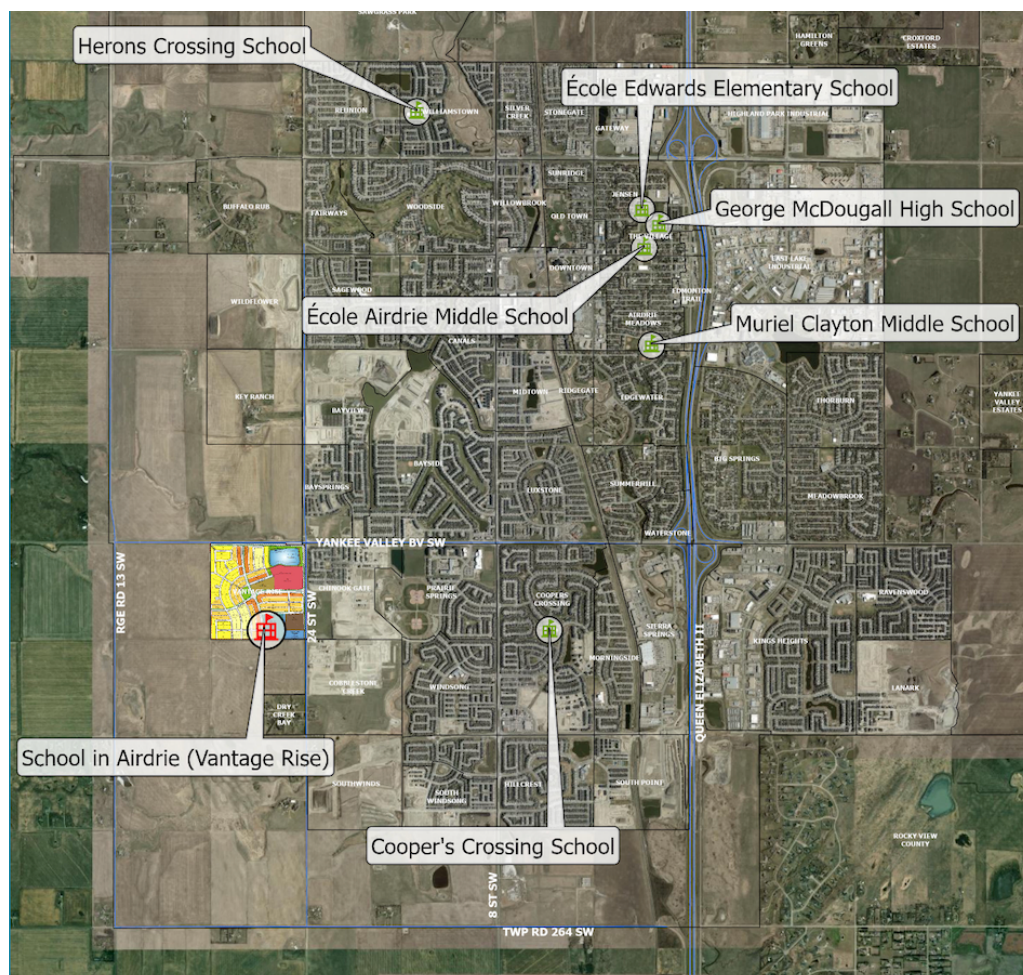 SAWGRASS PARK
HAMILTON
GREENS
CROXFORD
ESTATES
Herons Crossing School
École Edwards Elementary School
REUNION
WILLIAMSTOWN
SILVER
CREEK
STONEGATE
GATEWAY
HIGHLAND PARK INDUSTRIAL
SUNRIDGE
JENSEN
BUFFALO RUB
FAIRWAYS
WOODSIDE
WILLOWBROOK
OLD TOWN
George McDougall High School
THE VILLAGE
DOWNTOWN
EAST LAKE
INDUSTRIAL
SAGEWOOD
EDMONTON
TRAIL
WILDFLOWER
École Airdrie Middle School
AIRDRIE
MEADOWS
Muriel Clayton Middle School
CANALS
KEY RANCH
MIDTOWN
RIDGEGATE
EDGEWATER
THORBURN
YANKEE
VALLEY
ESTATES
BAYVIEW
BAYSIDE
BIG SPRINGS
BAYSPRINGS
LUXSTONE
SUMMERHILL
MEADOWBROOK
WATERSTONE
YANKEE VALLEY BV SW
RGE RD 13 SW
VANTAGE RISE
24 ST SW
CHINOOK GATE
PRAIRIE
SPRINGS
COOPERS
CROSSING
RAVENSWOOD
SIERRA
SPRINGS
KINGS HEIGHTS
QUEEN ELIZABETH II
MORNINGSIDE
COBBLESTONE
CREEK
WINDSONG
LANARK
DRY
CREEK
BAY
School in Airdrie (Vantage Rise)
SOUTHWINDS
SOUTH
WINDSONG
HILLCREST
SOUTH POINT
Cooper's Crossing School
ROCKY VIEW
COUNTY
8 ST SW
TWP RD 264 SW